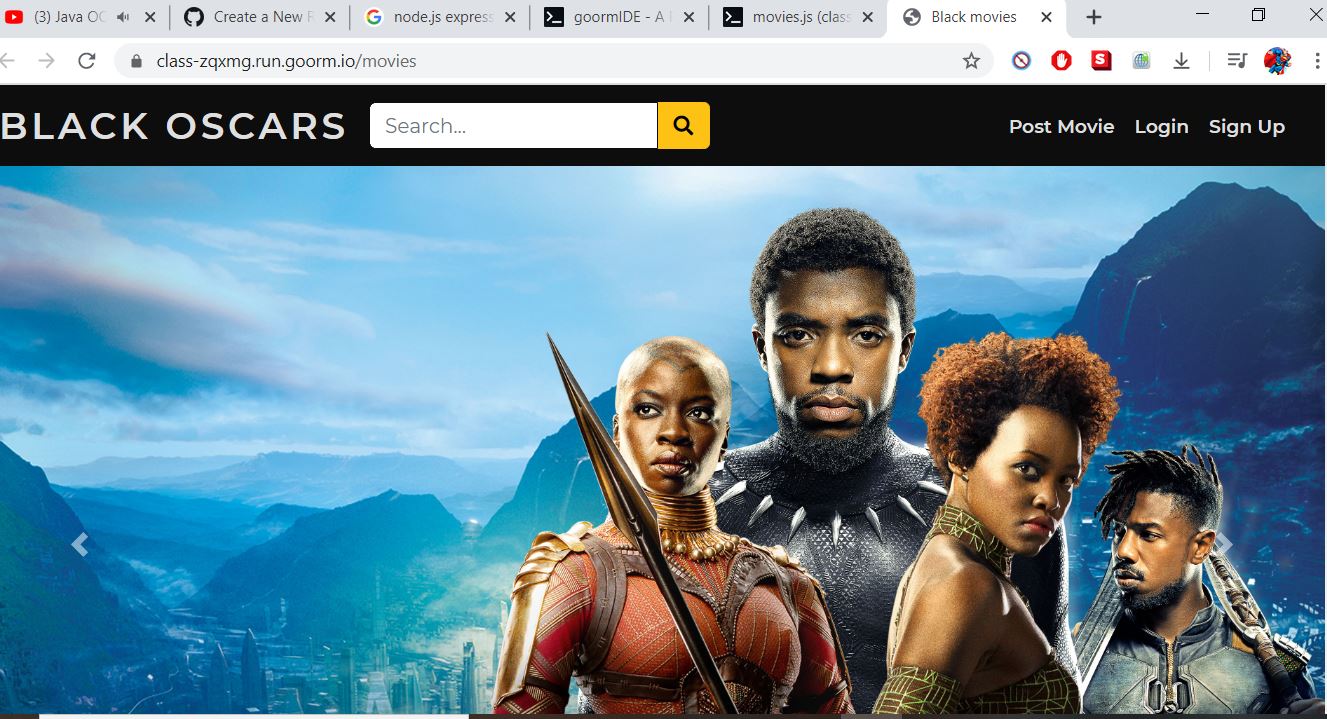 (3) Java OC
Create a New R
node.js express
goormIDE - A
movies.js (class
Black movies
class-zqxmg.run.goorm.io/movies
S
BLACK OSCARS
Search...
Post Movie Login Sign Up